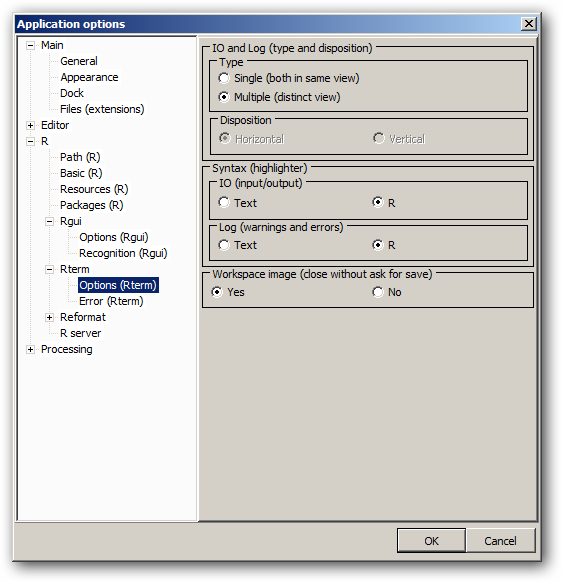 Application options
Main
General
Appearance
Dock
Files (extensions)
Editor
R
Path (R)
Basic (R)
Resources (R)
Packages (R)
Rgui
Options (Rgui)
Recognition (Rgui)
Rterm
Options (Rterm)
Error (Rterm)
Reformat
R server
Processing
IO and Log (type and disposition)
Type
Single (both in same view)
Multiple (distinct view)
Disposition
Horizontal Vertical
Syntax (highlighter)
IO (input/output)
Text R
Log (warnings and errors)
Text R
Workspace image (close without ask for save)
Yes No
OK Cancel